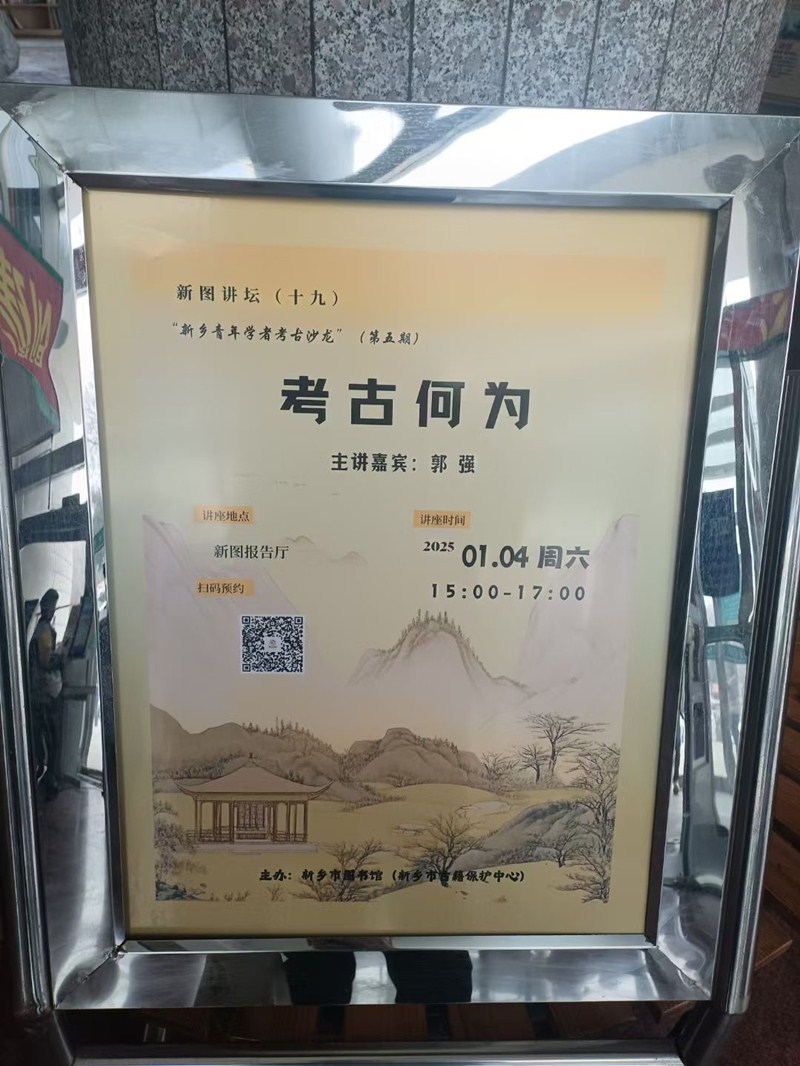 新图讲坛（十九）
“新乡青年学者考古沙龙”（第五期）
考古何为
主讲嘉宾：郭 强
讲座地点
新图报告厅
讲座时间
2025 01.04 周六
15:00-17:00
扫码预约
主办：新乡市图书馆（新乡市古籍保护中心）